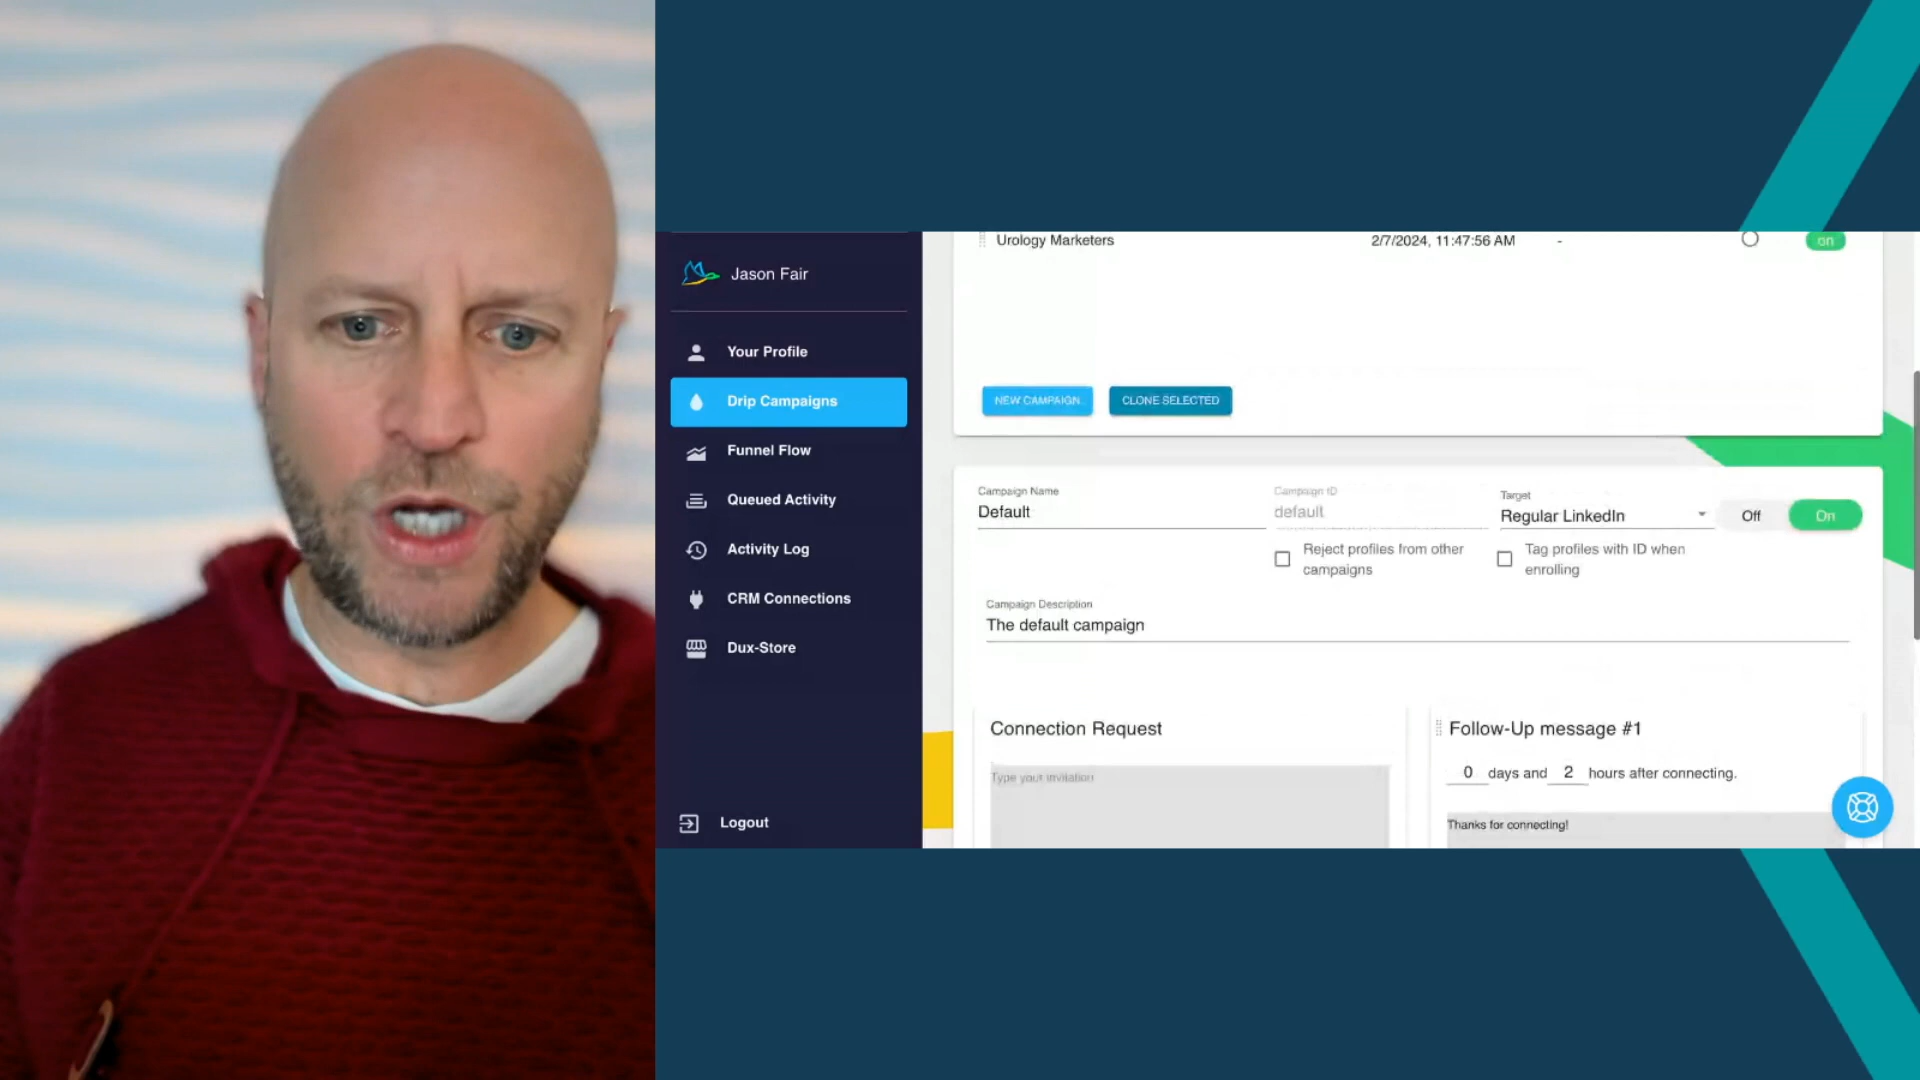 Urology Marketers 2/7/2024, 11:47:56 AM - on
Jason Fair
Your Profile
Drip Campaigns
Funnel Flow
Queued Activity
Activity Log
CRM Connections
Dux-Store
Logout
NEW CAMPAIGN CLONE SELECTED
Campaign Name
Default
Campaign ID
default
Target
Regular LinkedIn
Off On
Reject profiles from other
campaigns
Tag profiles with ID when
enrolling
Campaign Description
The default campaign
Connection Request
Type your invitation
Follow-Up message #1
0 days and 2 hours after connecting.
Thanks for connecting!